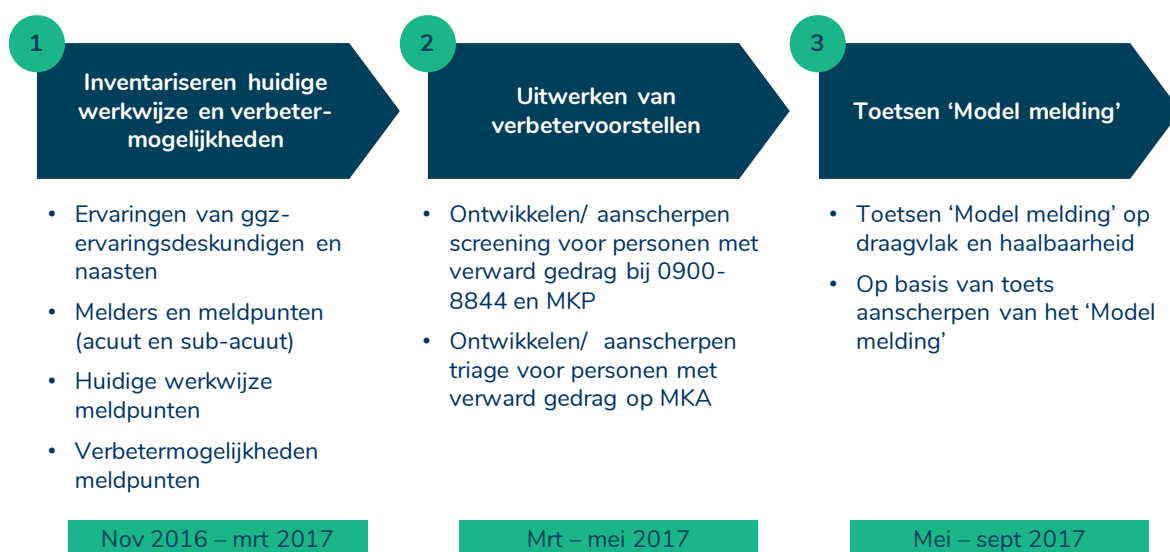 1
Inventariseren huidige
werkwijze en verbeter-
mogelijkheden
• Ervaringen van ggz-
ervaringsdeskundigen en
naasten
• Melders en meldpunten
(acuut en sub-acuut)
• Huidige werkwijze
meldpunten
• Verbetermogelijkheden
meldpunten
Nov 2016 – mrt 2017
2
Uitwerken van
verbetervoorstellen
• Ontwikkelen/ aanscherpen
screening voor personen met
verward gedrag bij 0900-
8844 en MKP
• Ontwikkelen/ aanscherpen
triage voor personen met
verward gedrag op MKA
Mrt – mei 2017
3
Toetsen ‘Model melding’
• Toetsen ‘Model melding’ op
draagvlak en haalbaarheid
• Op basis van toets
aanscherpen van het ‘Model
melding’
Mei – sept 2017